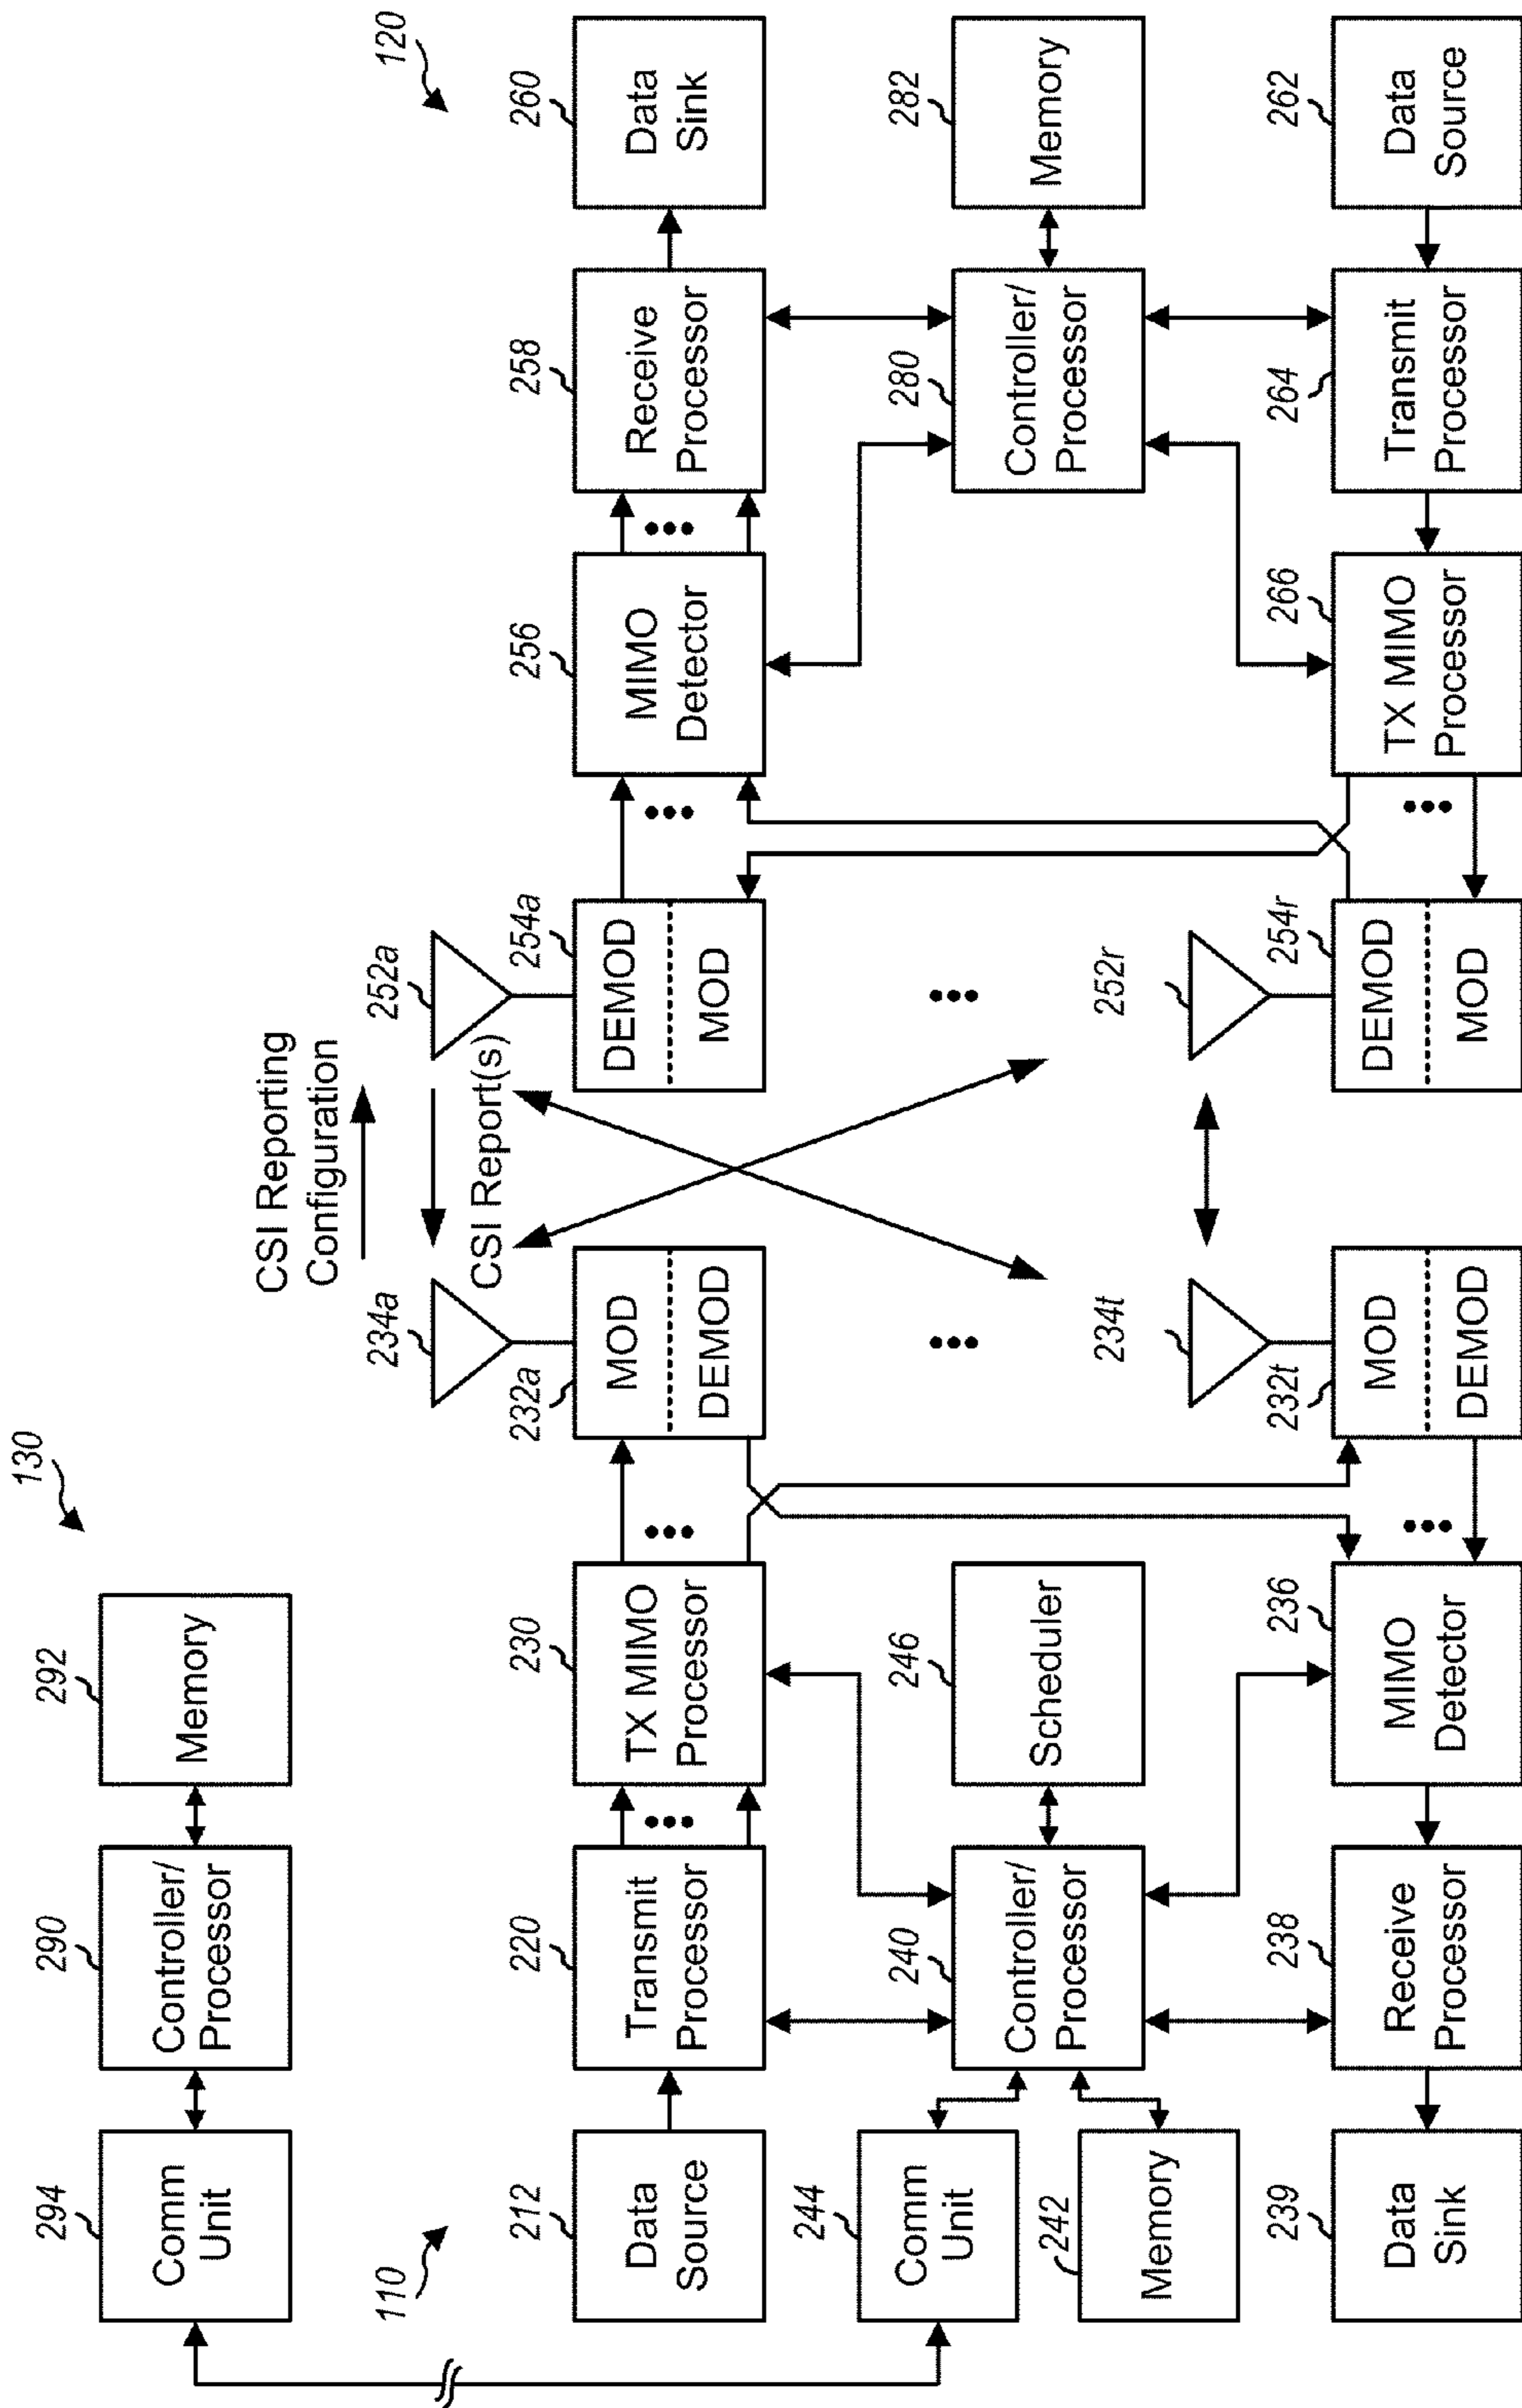 130
294
Comm
Unit
290
Controller/
Processor
292
Memory
110
120
CSI Reporting
Configuration
CSI Report(s)
234a
252a
212
Data
Source
220
Transmit
Processor
230
TX MIMO
Processor
232a
MOD
DEMOD
254a
DEMOD
MOD
256
MIMO
Detector
258
Receive
Processor
260
Data
Sink
244
Comm
Unit
242
Memory
240
Controller/
Processor
246
Scheduler
280
Controller/
Processor
282
Memory
234t
252r
239
Data
Sink
238
Receive
Processor
236
MIMO
Detector
232t
MOD
DEMOD
254r
DEMOD
MOD
266
TX MIMO
Processor
264
Transmit
Processor
262
Data
Source